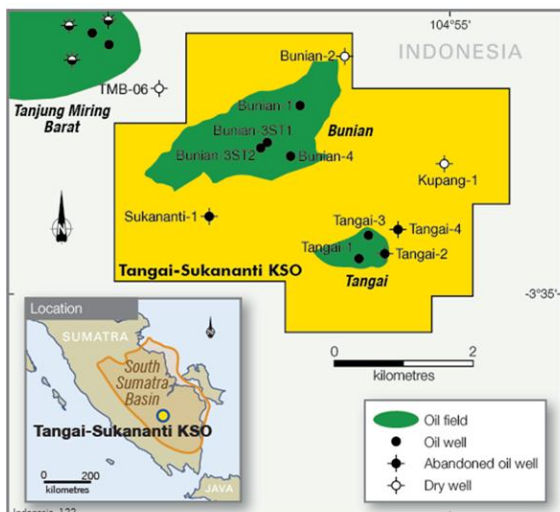 104°55'
INDONESIA
Bunian-2
TMB-06
Tanjung Miring
Barat
Bunian-1
Bunian
Bunian-3ST1
Bunian-3ST2
Bunian-4
Kupang-1
Sukananti-1
Tangai-3
Tangai-4
Tangai-1
Tangai-2
Tangai-Sukananti KSO
Tangai
N
-3°35'
Location
SUMATRA
South
Sumatra
Basin
Tangai-Sukananti KSO
0 200
kilometres
JAVA
0 2
kilometres
Oil field
Oil well
Abandoned oil well
Dry well